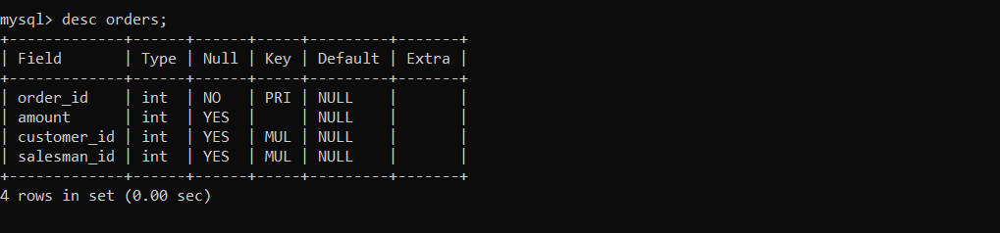 mysql> desc orders;
+-------------+------+------+-----+---------+-------+
| Field       | Type | Null | Key | Default | Extra |
+-------------+------+------+-----+---------+-------+
| order_id    | int  | NO   | PRI | NULL    |       |
| amount      | int  | YES  |     | NULL    |       |
| customer_id | int  | YES  | MUL | NULL    |       |
| salesman_id | int  | YES  | MUL | NULL    |       |
+-------------+------+------+-----+---------+-------+
4 rows in set (0.00 sec)